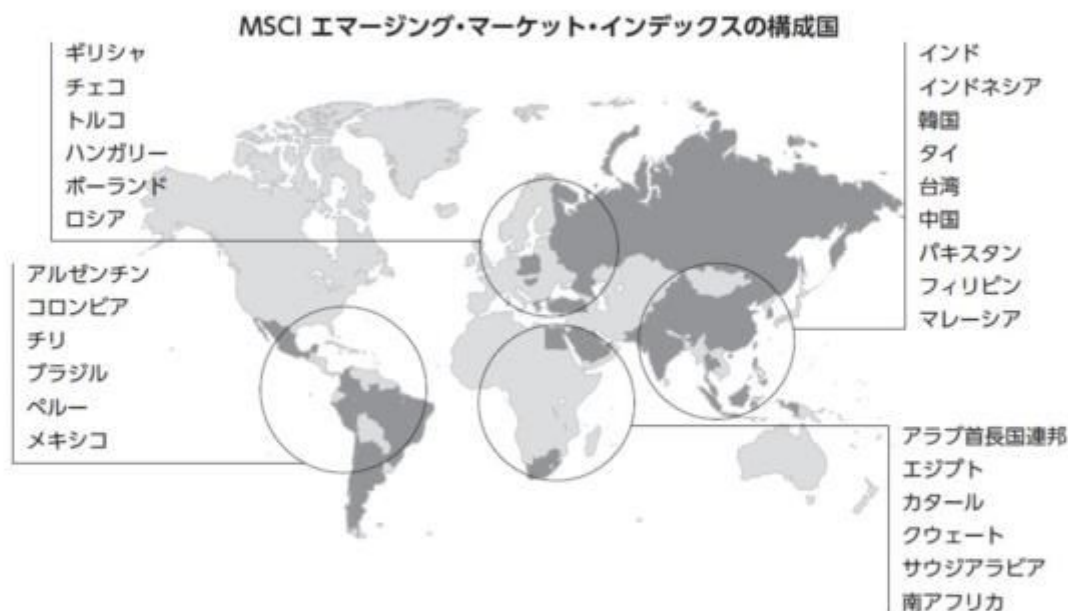 MSCI エマージング・マーケット・インデックスの構成国
ギリシャ
チェコ
トルコ
ハンガリー
ポーランド
ロシア
アルゼンチン
コロンビア
チリ
ブラジル
ペルー
メキシコ
インド
インドネシア
韓国
タイ
台湾
中国
パキスタン
フィリピン
マレーシア
アラブ首長国連邦
エジプト
カタール
クウェート
サウジアラビア
南アフリカ